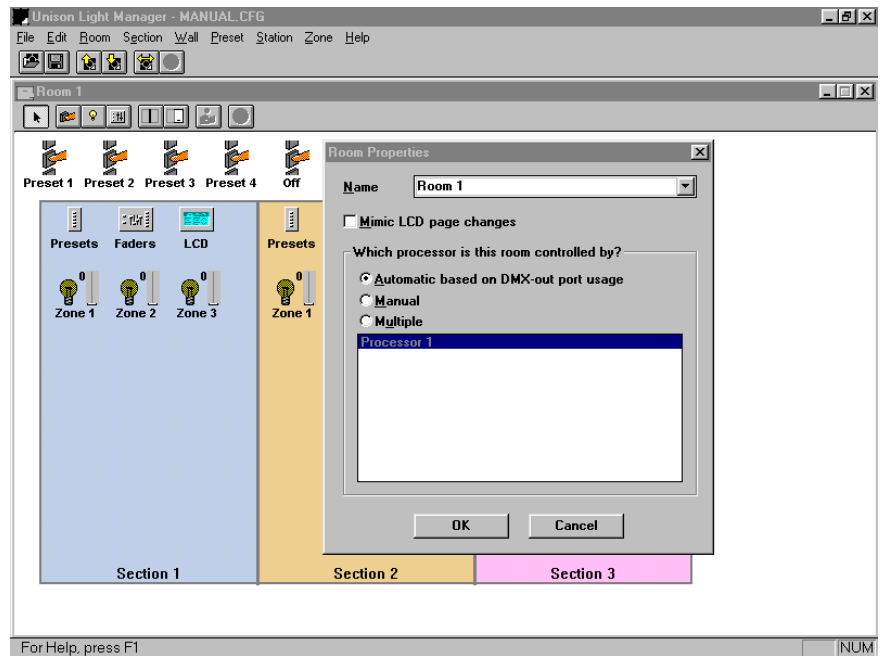 Unison Light Manager - MANUAL.CFG
File Edit Room Section Wall Preset Station Zone Help
Room 1
Preset 1 Preset 2 Preset 3 Preset 4 Off
Presets Faders LCD
0 0 0
Zone 1 Zone 2 Zone 3
Section 1
Presets
0
Zone 1
Section 2
Section 3
Room Properties
Name Room 1
Mimic LCD page changes
Which processor is this room controlled by?
Automatic based on DMX-out port usage
Manual
Multiple
Processor 1
OK Cancel
For Help, press F1
NUM